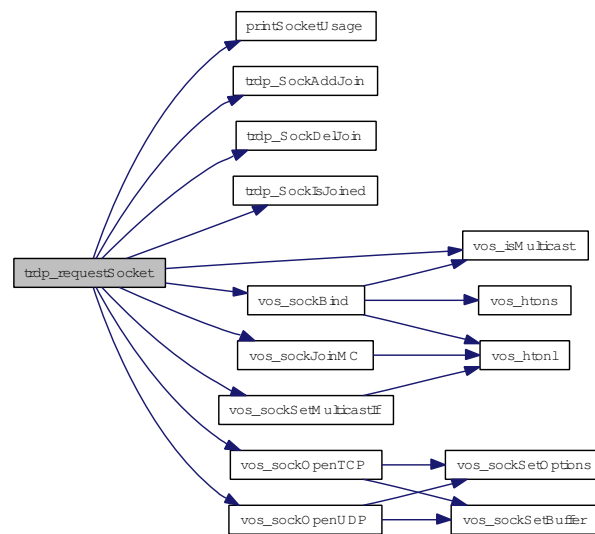 printSocketUsage
trdp_SockAddJoin
trdp_SockDelJoin
trdp_SockIsJoined
vos_isMulticast
trdp_requestSocket
vos_sockBind
vos_htons
vos_sockJoinMC
vos_htonl
vos_sockSetMulticastIf
vos_sockOpenTCP
vos_sockSetOptions
vos_sockOpenUDP
vos_sockSetBuffer